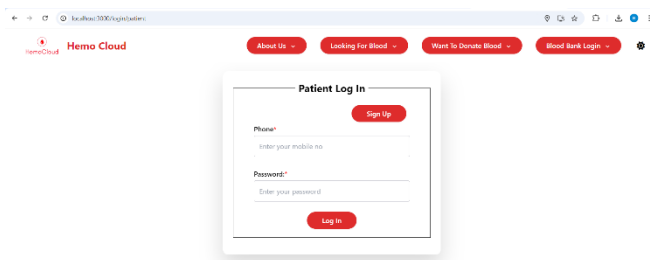 localhost:3000/login/patient
HemoCloud
Hemo Cloud
About Us
Looking For Blood
Want To Donate Blood
Blood Bank Login
Patient Log In
Sign Up
Phone*
Enter your mobile no
Password:*
Enter your password
Log In